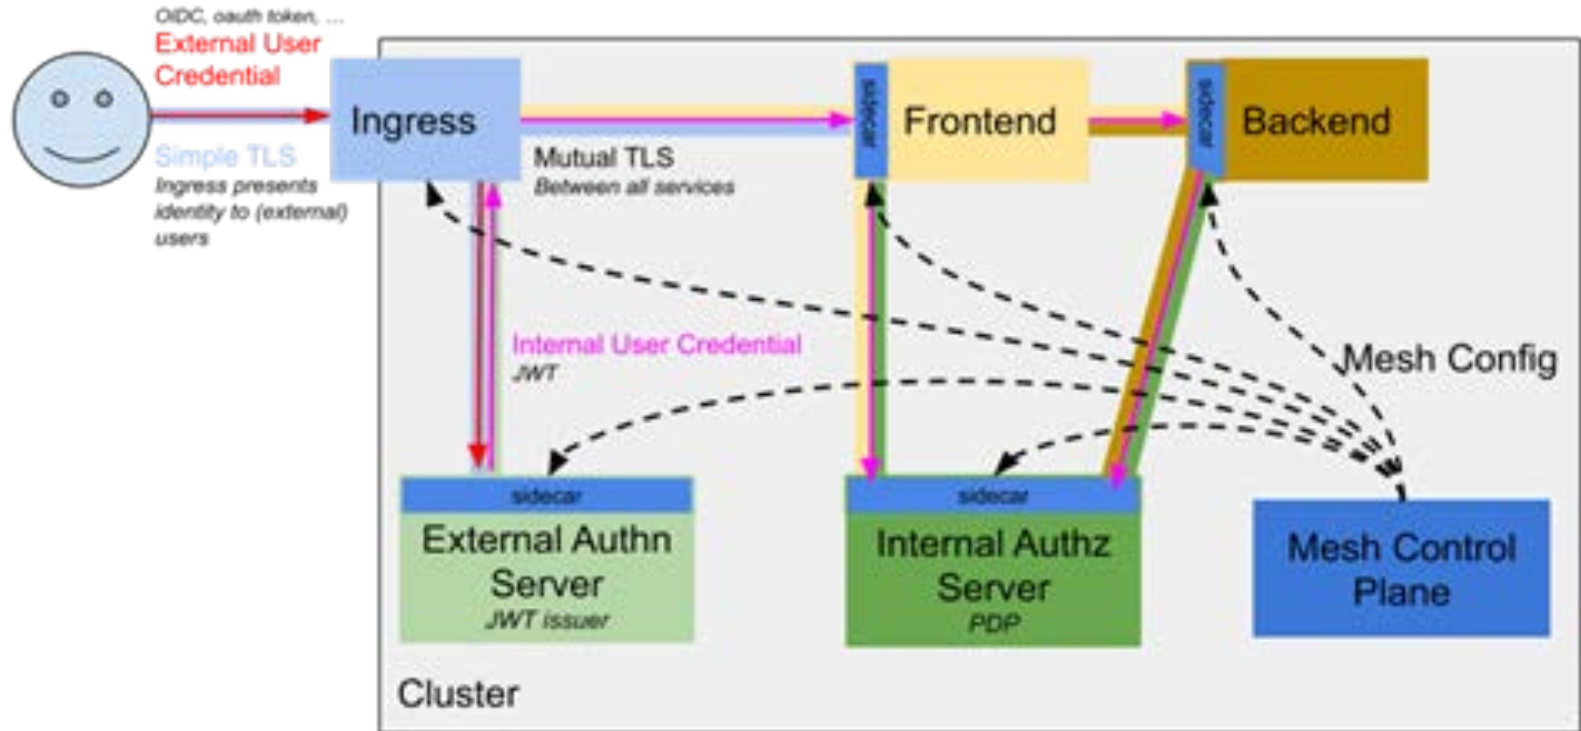 OIDC, oauth token, ...
External User
Credential
Simple TLS
Ingress presents
identity to (external)
users
Ingress
Mutual TLS
Between all services
sidecar
Frontend
sidecar
Backend
Internal User Credential
JWT
Mesh Config
sidecar
External Authn
Server
JWT issuer
sidecar
Internal Authz
Server
PDP
Mesh Control
Plane
Cluster